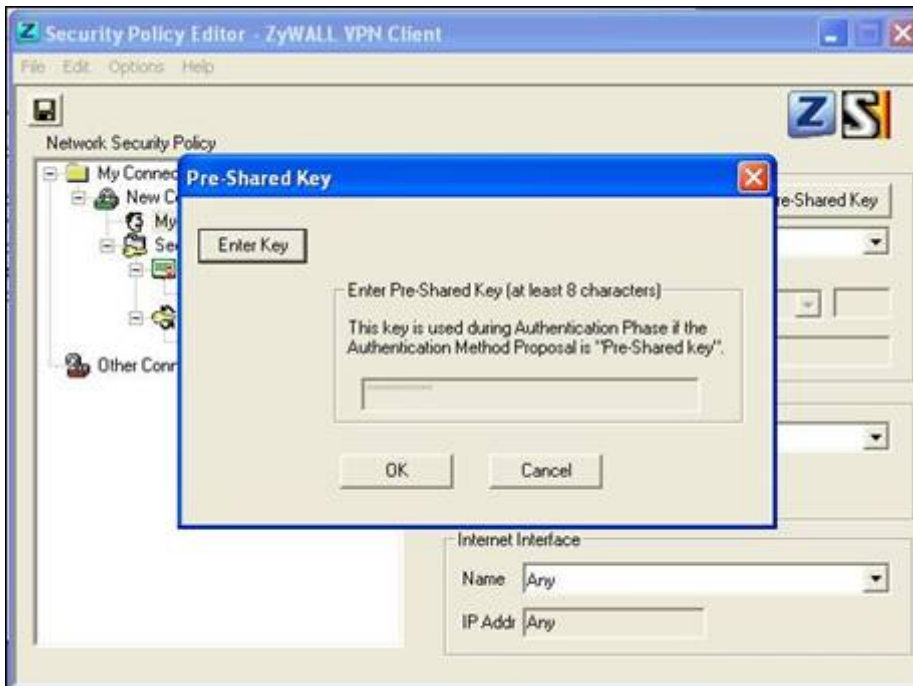 Security Policy Editor - ZyWALL VPN Client
File Edit Options Help
Network Security Policy
My Connec
Pre-Shared Key
New C
re-Shared Key
My
Enter Key
Sec
Enter Pre-Shared Key (at least 8 characters)
This key is used during Authentication Phase if the
Authentication Method Proposal is "Pre-Shared key".
Other Conn
OK Cancel
Internet Interface
Name Any
IP Addr Any